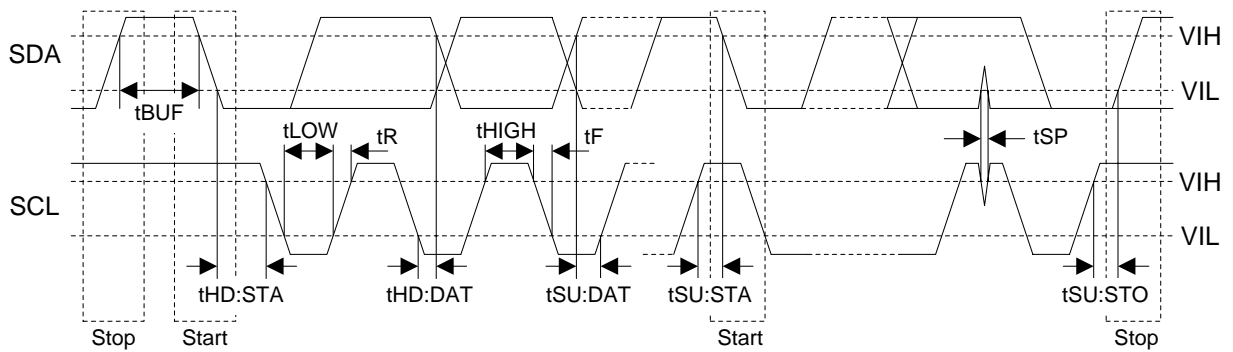 SDA
VIH
VIL
tBUF
tLOW
tR
tHIGH
tF
tSP
SCL
VIH
VIL
tHD:STA
tHD:DAT
tSU:DAT
tSU:STA
tSU:STO
Stop
Start
Start
Stop